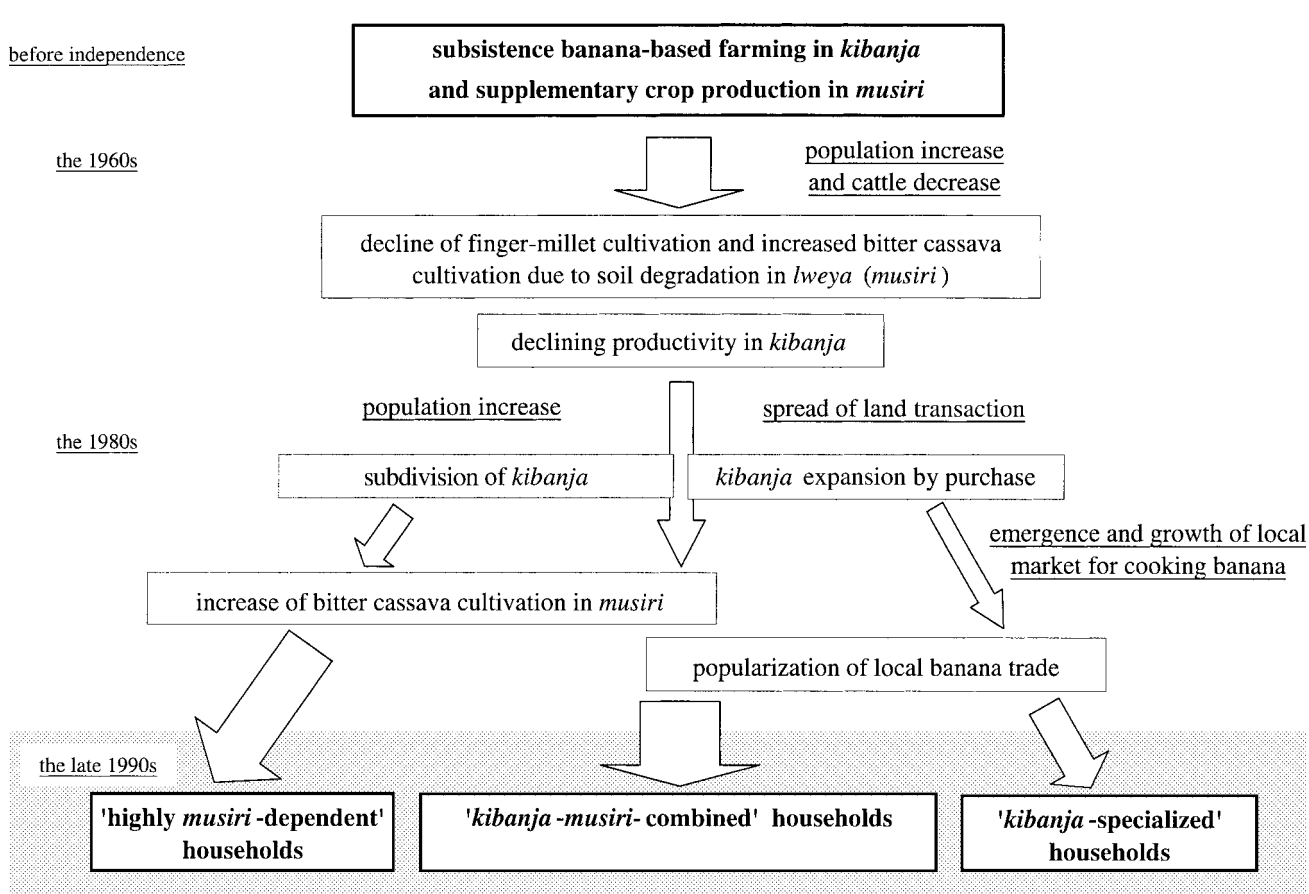 before independence
subsistence banana-based farming in kibanja
and supplementary crop production in musiri
the 1960s
population increase
and cattle decrease
decline of finger-millet cultivation and increased bitter cassava
cultivation due to soil degradation in lweya (musiri)
declining productivity in kibanja
population increase
spread of land transaction
the 1980s
subdivision of kibanja
kibanja expansion by purchase
emergence and growth of local
market for cooking banana
increase of bitter cassava cultivation in musiri
popularization of local banana trade
the late 1990s
'highly musiri-dependent'
households
'kibanja-musiri-combined' households
'kibanja-specialized'
households